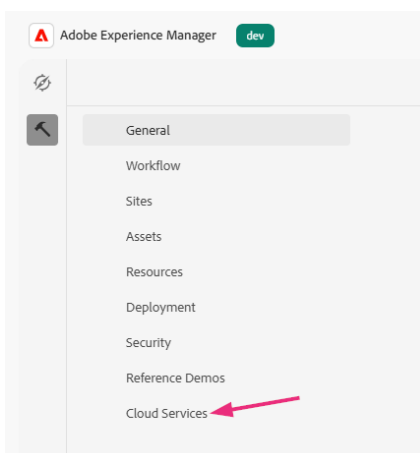 Adobe Experience Manager dev
General
Workflow
Sites
Assets
Resources
Deployment
Security
Reference Demos
Cloud Services